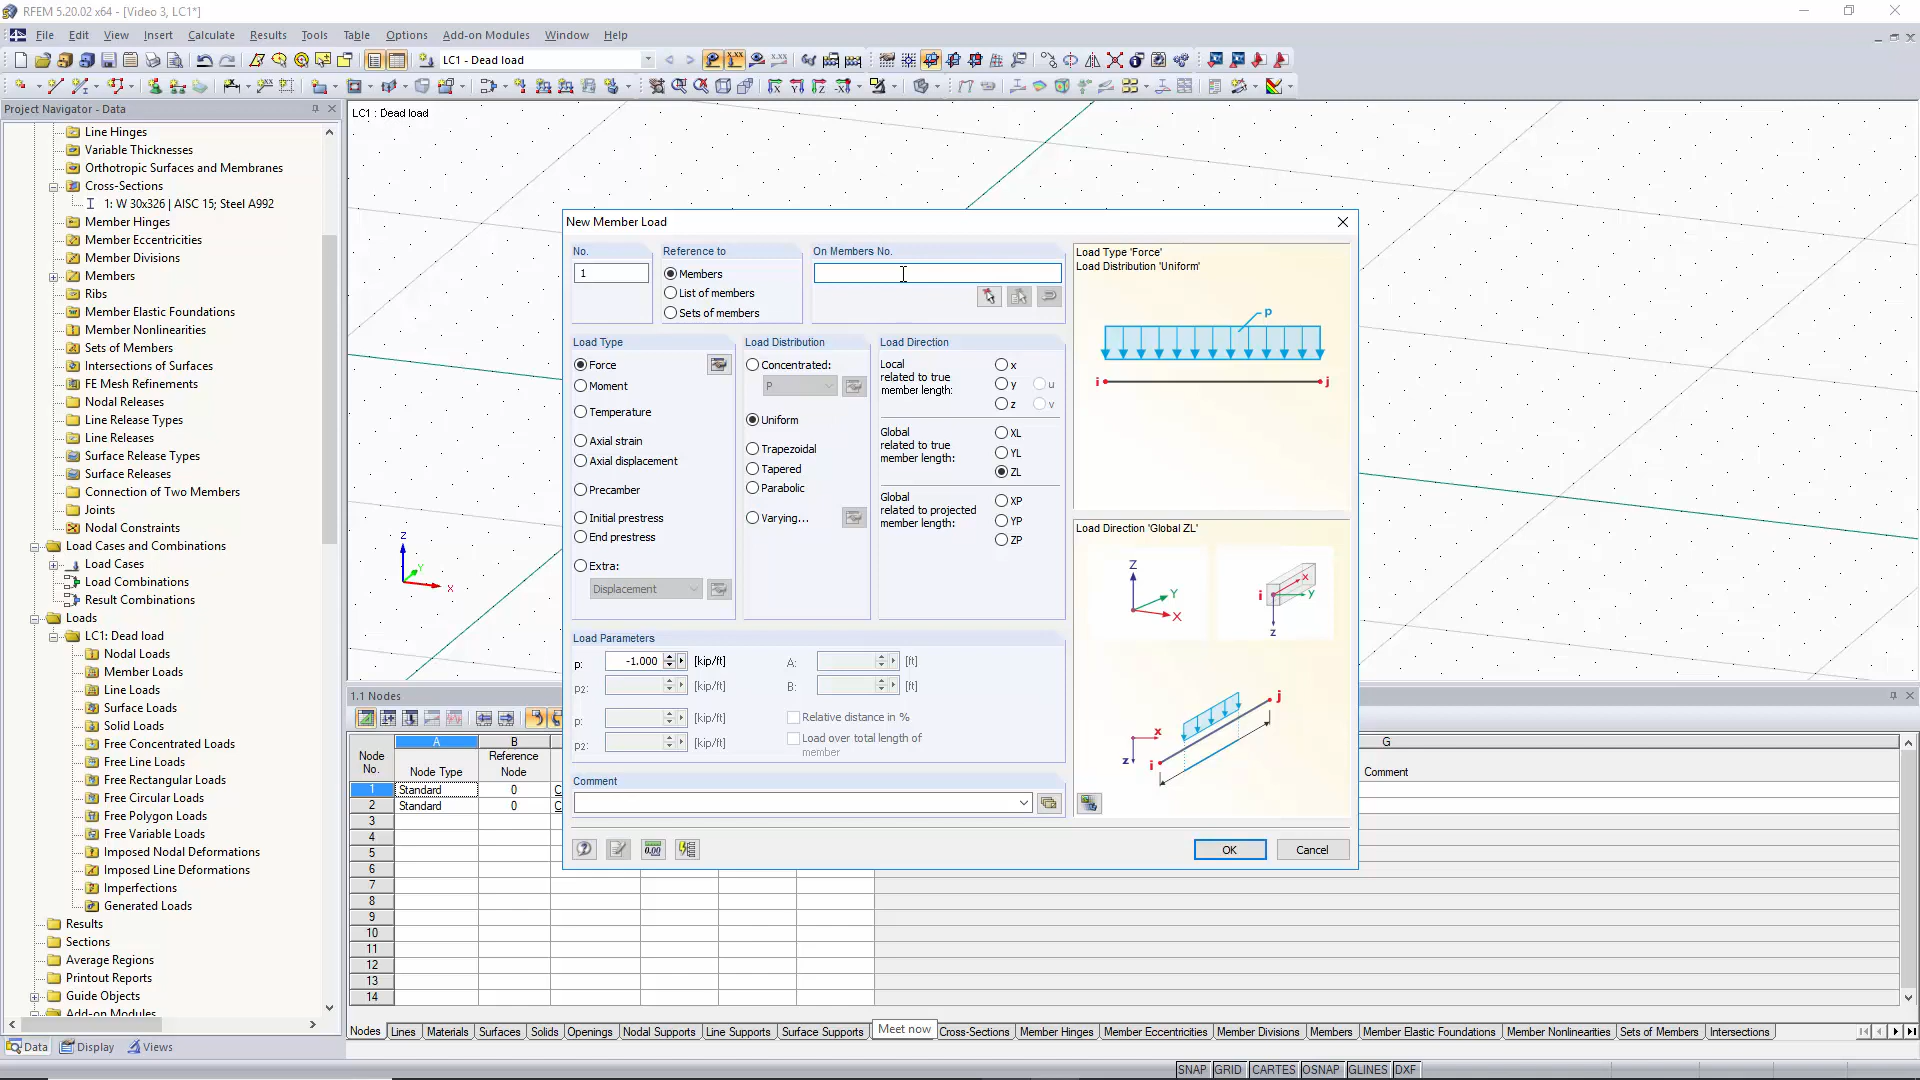 RFEM 5.20.02 x64 - [Video 3, LC1*]
File Edit View Insert Calculate Results Tools Table Options Add-on Modules Window Help
LC1 - Dead load
Project Navigator - Data
Line Hinges
Variable Thicknesses
Orthotropic Surfaces and Membranes
Cross-Sections
1: W 30x326 | AISC 15; Steel A992
Member Hinges
Member Eccentricities
Member Divisions
Members
Ribs
Member Elastic Foundations
Member Nonlinearities
Sets of Members
Intersections of Surfaces
FE Mesh Refinements
Nodal Releases
Line Release Types
Line Releases
Surface Release Types
Surface Releases
Connection of Two Members
Joints
Nodal Constraints
Load Cases and Combinations
Load Cases
Load Combinations
Result Combinations
Loads
LC1: Dead load
Nodal Loads
Member Loads
Line Loads
Surface Loads
Solid Loads
Free Concentrated Loads
Free Line Loads
Free Rectangular Loads
Free Circular Loads
Free Polygon Loads
Free Variable Loads
Imposed Nodal Deformations
Imposed Line Deformations
Imperfections
Generated Loads
Results
Sections
Average Regions
Printout Reports
Guide Objects
Add-on Modules
Data Display Views
LC1 : Dead load
Z
Y
X
New Member Load
No.
1
Reference to
Members
List of members
Sets of members
On Members No.
Load Type
Force
Moment
Temperature
Axial strain
Axial displacement
Precamber
Initial prestress
End prestress
Extra:
Displacement
Load Distribution
Concentrated:
P
Uniform
Trapezoidal
Tapered
Parabolic
Varying...
Load Direction
Local
related to true
member length:
x
y u
z v
Global
related to true
member length:
XL
YL
ZL
Global
related to projected
member length:
XP
YP
ZP
Load Parameters
p: -1.000 [kip/ft] A: [ft]
p2: [kip/ft] B: [ft]
p: [kip/ft] Relative distance in %
p2: [kip/ft] Load over total length of
member
Comment
0.00
OK Cancel
Load Type 'Force'
Load Distribution 'Uniform'
p
i j
Load Direction 'Global ZL'
Z
Y
X
x
i y
z
j
x
z i
1.1 Nodes
A B G
Node
No.
Node Type
Reference
Node
Comment
1 Standard 0 C
2 Standard 0 C
3
4
5
6
7
8
9
10
11
12
13
14
Nodes Lines Materials Surfaces Solids Openings Nodal Supports Line Supports Surface Supports Meet now Cross-Sections Member Hinges Member Eccentricities Member Divisions Members Member Elastic Foundations Member Nonlinearities Sets of Members Intersections
SNAP GRID CARTES OSNAP GLINES DXF